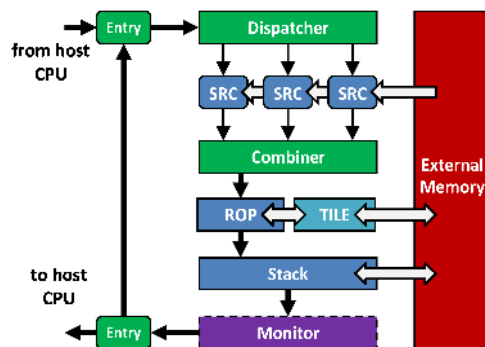 Entry
Dispatcher
from host
CPU
SRC
SRC
SRC
Combiner
External
Memory
ROP
TILE
to host
CPU
Stack
Entry
Monitor